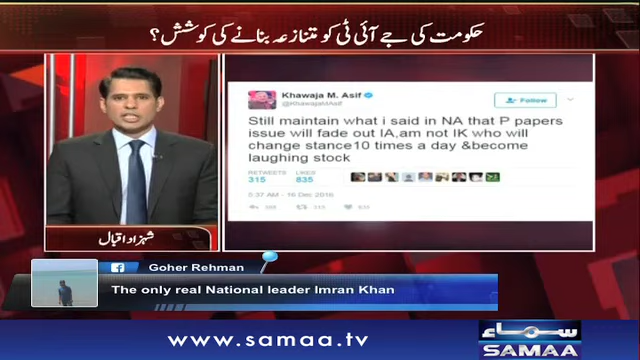 حکومت کی جے آئی ٹی کو متنازعہ بنانے کی کوشش؟
Khawaja M. Asif
@KhawajaMAsif
Follow
Still maintain what i said in NA that P papers
issue will fade out IA,am not IK who will
change stance10 times a day &become
laughing stock
RETWEETS
LIKES
315
835
5:37 AM - 16 Dec 2016
315
835
شہزاد اقبال
Goher Rehman
The only real National leader Imran Khan
www.samaa.tv
سماء
SAMAA